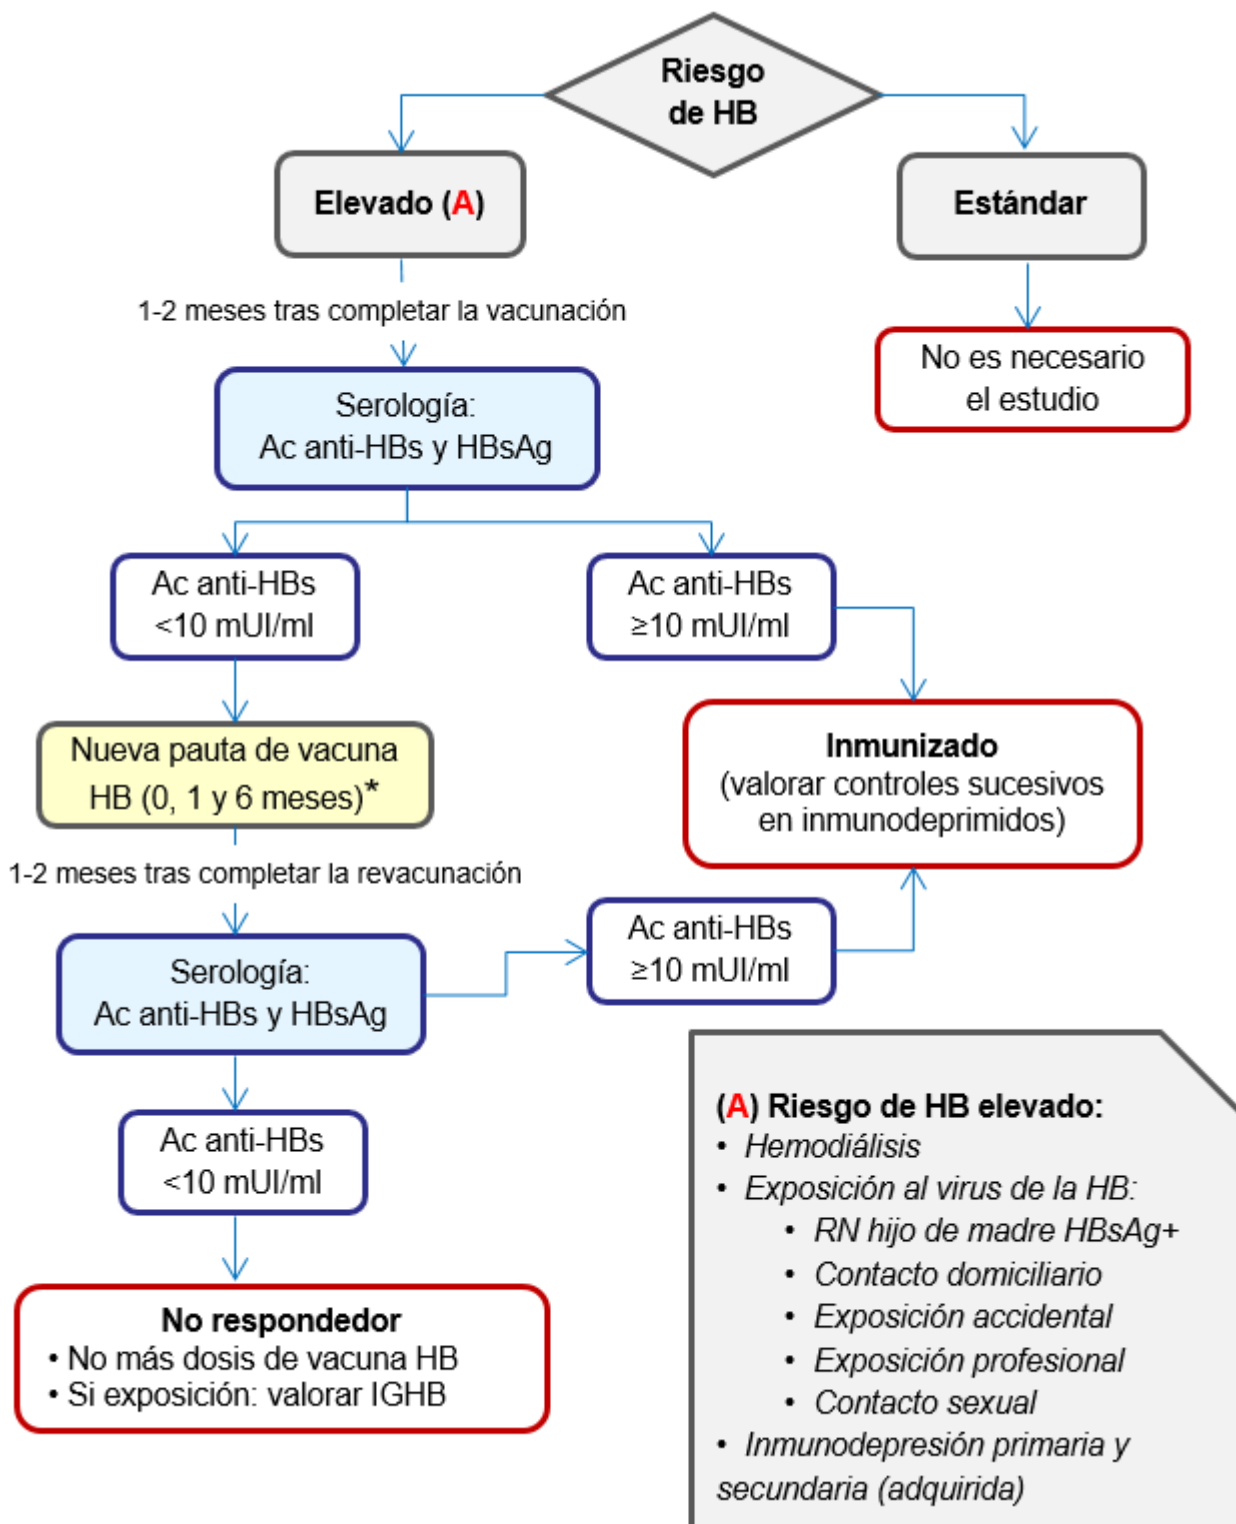 Riesgo
de HB
Elevado (A)
Estándar
1-2 meses tras completar la vacunación
No es necesario
el estudio
Serología:
Ac anti-HBs y HBsAg
Ac anti-HBs
<10 mUI/ml
Ac anti-HBs
≥10 mUI/ml
Nueva pauta de vacuna
HB (0, 1 y 6 meses)*
Inmunizado
(valorar controles sucesivos
en inmunodeprimidos)
1-2 meses tras completar la revacunación
Serología:
Ac anti-HBs y HBsAg
Ac anti-HBs
≥10 mUI/ml
Ac anti-HBs
<10 mUI/ml
No respondedor
• No más dosis de vacuna HB
• Si exposición: valorar IGHB
(A) Riesgo de HB elevado:
• Hemodiálisis
• Exposición al virus de la HB:
• RN hijo de madre HBsAg+
• Contacto domiciliario
• Exposición accidental
• Exposición profesional
• Contacto sexual
• Inmunodepresión primaria y
secundaria (adquirida)